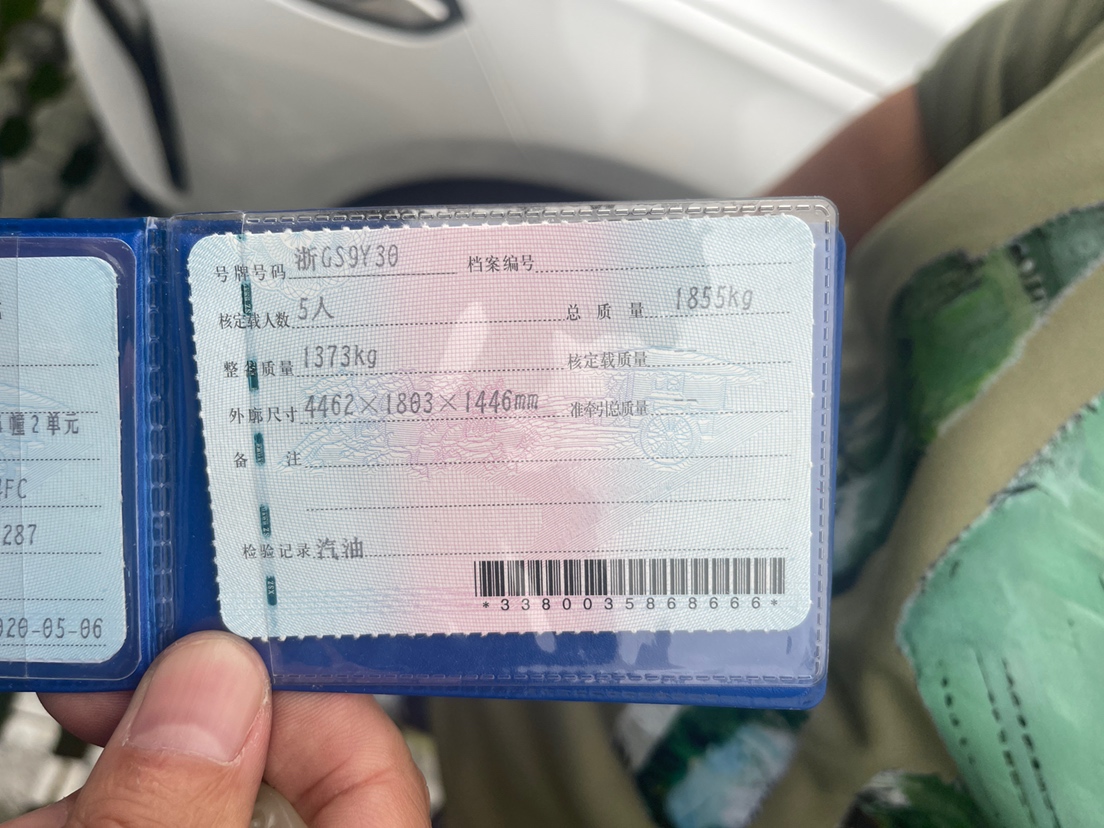 幢2单元
FC
287
020-05-06
号牌号码 浙GS9Y30 档案编号
核定载人数 5人 总质量 1855kg
整备质量 1373kg 核定载质量
外廓尺寸 4462×1803×1446mm 准牵引总质量 --
备注
检验记录 汽油
*3380035868666*